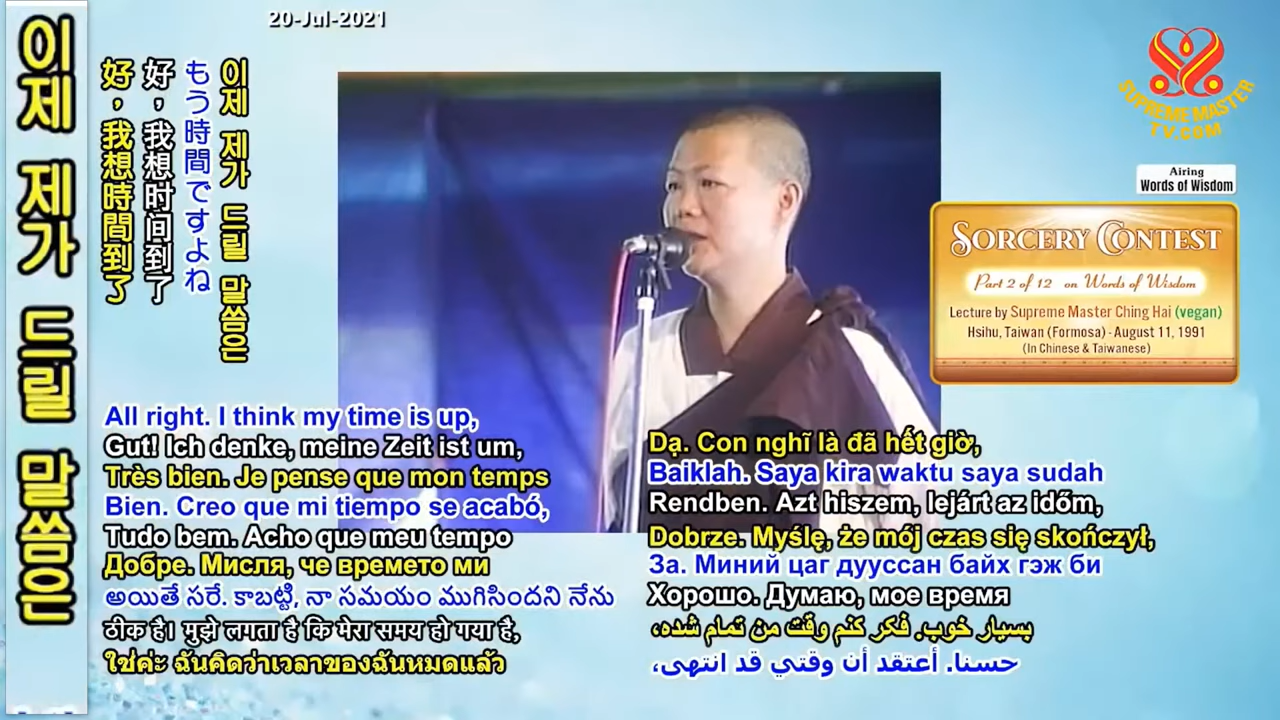 20-Jul-2021
이제 제가 드릴 말씀은
好，我想時間到了
好，我想时间到了
もう時間ですよね
이제 제가 드릴 말씀은
SUPREME MASTER
TV.COM
Airing
Words of Wisdom
SORCERY CONTEST
Part 2 of 12 on Words of Wisdom
Lecture by Supreme Master Ching Hai (vegan)
Hsihu, Taiwan (Formosa) - August 11, 1991
(In Chinese & Taiwanese)
All right. I think my time is up,
Gut! Ich denke, meine Zeit ist um,
Très bien. Je pense que mon temps
Bien. Creo que mi tiempo se acabó,
Tudo bem. Acho que meu tempo
Добре. Мисля, че времето ми
అయితే సరే. కాబట్టి, నా సమయం ముగిసిందని నేను
ठीक है। मुझे लगता है कि मेरा समय हो गया है,
ใช่ค่ะ ฉันคิดว่าเวลาของฉันหมดแล้ว
Dạ. Con nghĩ là đã hết giờ,
Baiklah. Saya kira waktu saya sudah
Rendben. Azt hiszem, lejárt az időm,
Dobrze. Myślę, że mój czas się skończył,
За. Миний цаг дууссан байх гэж би
Хорошо. Думаю, мое время
بسیار خوب. فکر کنم وقت من تمام شده،
حسنا. أعتقد أن وقتي قد انتهى،